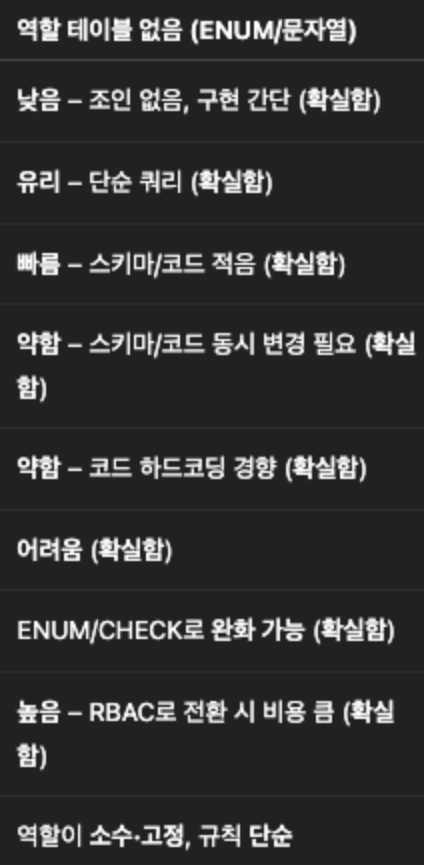 역할 테이블 없음 (ENUM/문자열)
낮음 – 조인 없음, 구현 간단 (확실함)
유리 – 단순 쿼리 (확실함)
빠름 – 스키마/코드 적음 (확실함)
약함 – 스키마/코드 동시 변경 필요 (확실
함)
약함 – 코드 하드코딩 경향 (확실함)
어려움 (확실함)
ENUM/CHECK로 완화 가능 (확실함)
높음 – RBAC로 전환 시 비용 큼 (확실
함)
역할이 소수·고정, 규칙 단순